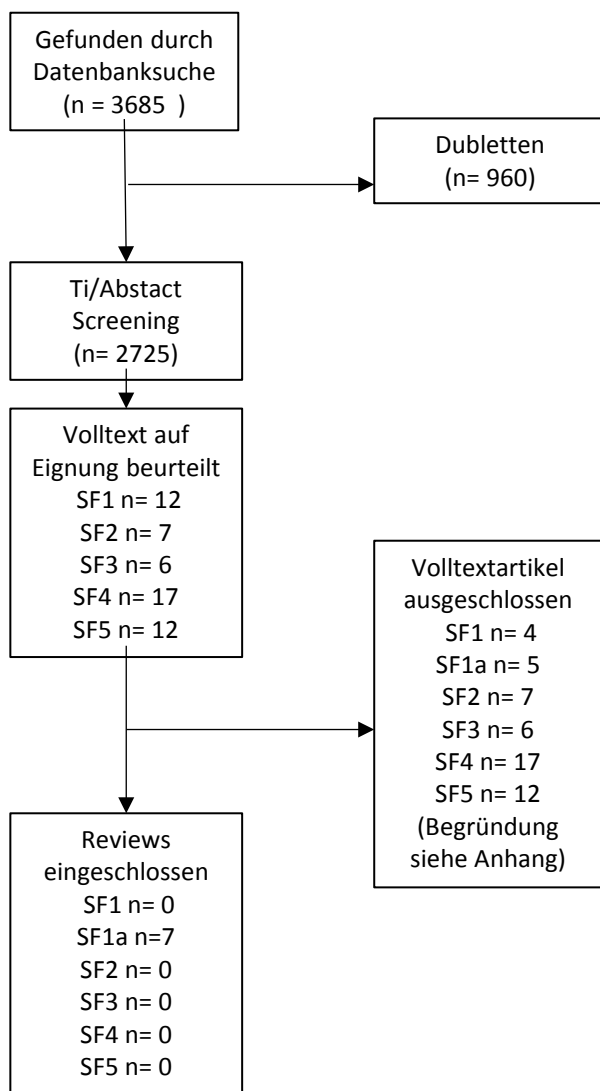 Gefunden durch
Datenbanksuche
(n = 3685  )
Dubletten
(n= 960)
Ti/Abstact
Screening
(n= 2725)
Volltext auf
Eignung beurteilt
SF1 n= 12
SF2 n= 7
SF3 n= 6
SF4 n= 17
SF5 n= 12
Volltextartikel
ausgeschlossen
SF1 n= 4
SF1a n= 5
SF2 n= 7
SF3 n= 6
SF4 n= 17
SF5 n= 12
(Begründung
siehe Anhang)
Reviews
eingeschlossen
SF1 n= 0
SF1a n=7
SF2 n= 0
SF3 n= 0
SF4 n= 0
SF5 n= 0